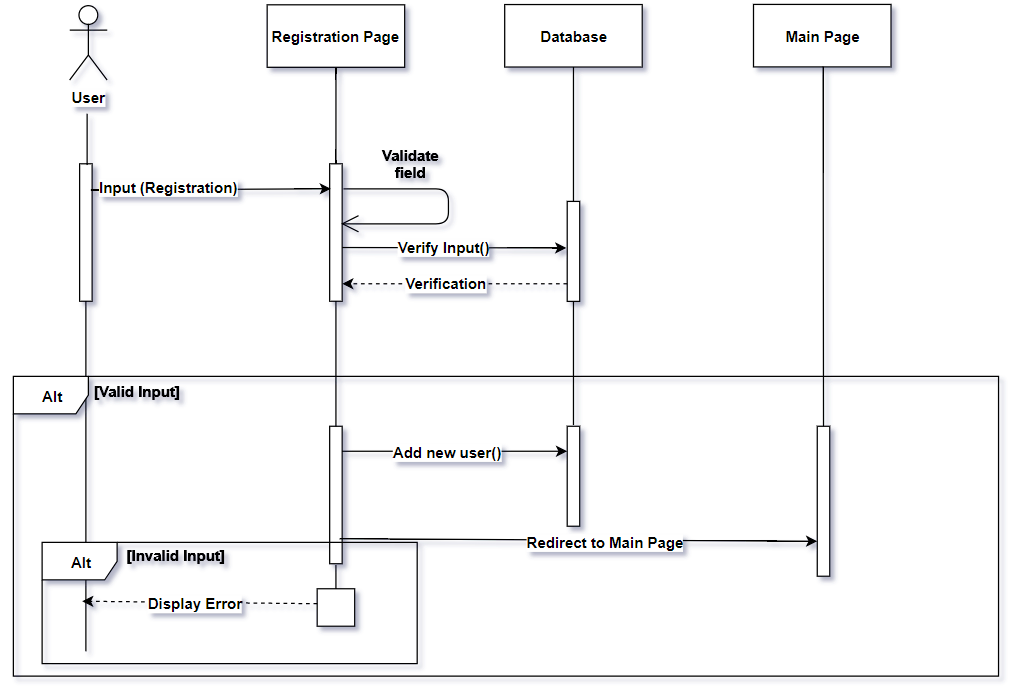 Registration Page
Database
Main Page
User
Validate
field
Input (Registration)
Verify Input()
Verification
Alt
[Valid Input]
Add new user()
Redirect to Main Page
Alt
[Invalid Input]
Display Error